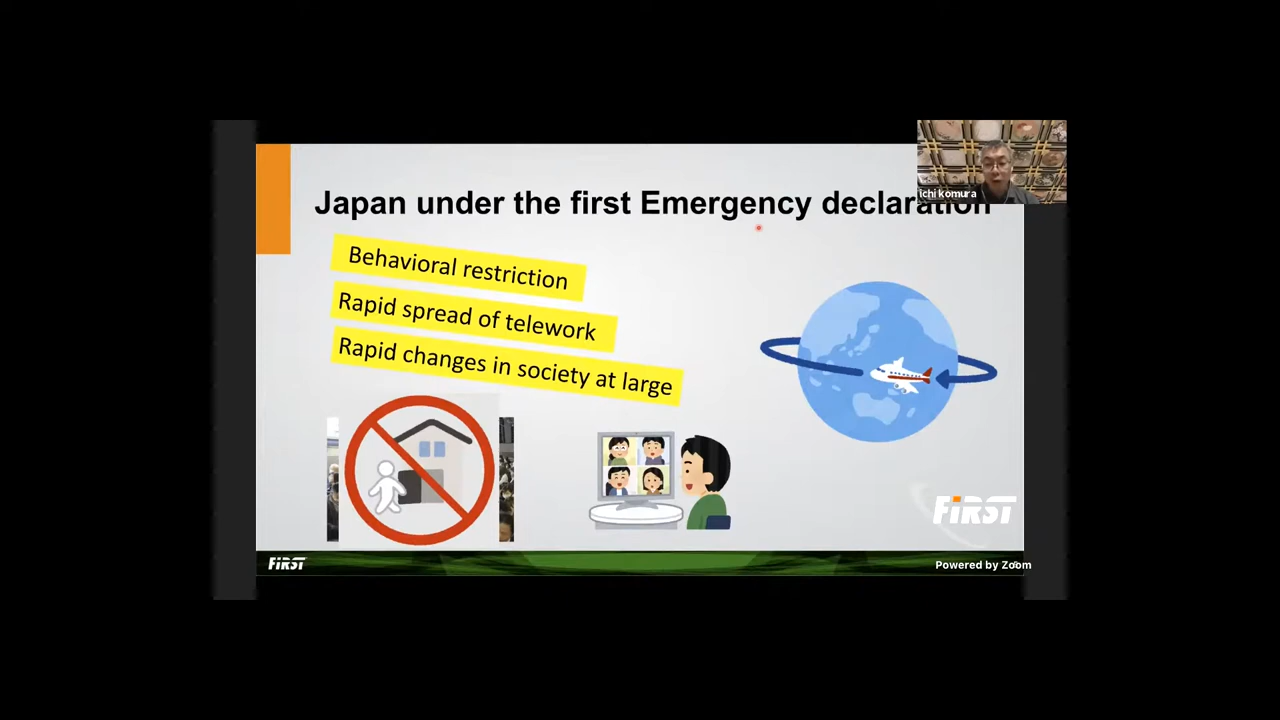 ichi komura
Japan under the first Emergency declaration
Behavioral restriction
Rapid spread of telework
Rapid changes in society at large
FiRST
FiRST
Powered by Zoom